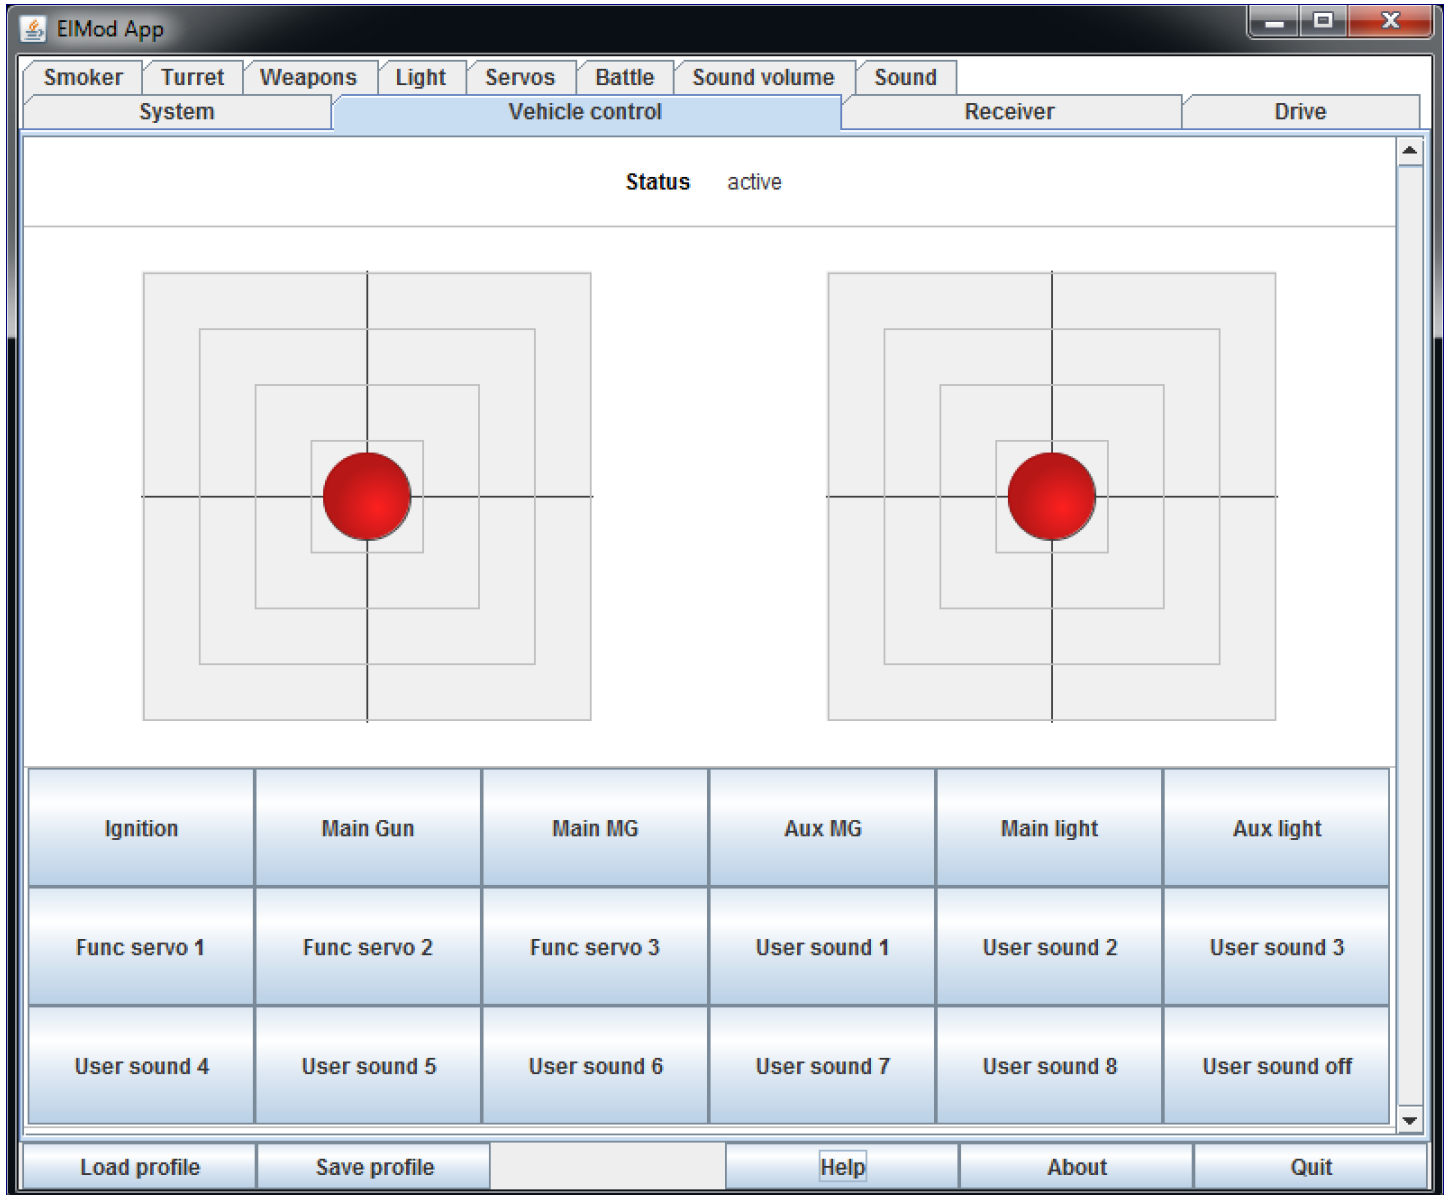 ElMod App
Smoker Turret Weapons Light Servos Battle Sound volume Sound
System Vehicle control Receiver Drive
Status active
Ignition Main Gun Main MG Aux MG Main light Aux light
Func servo 1 Func servo 2 Func servo 3 User sound 1 User sound 2 User sound 3
User sound 4 User sound 5 User sound 6 User sound 7 User sound 8 User sound off
Load profile Save profile Help About Quit